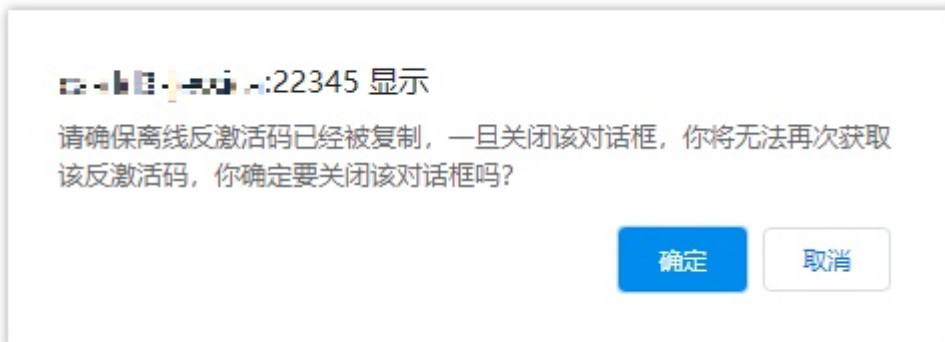 :22345 显示
请确保离线反激活码已经被复制，一旦关闭该对话框，你将无法再次获取
该反激活码，你确定要关闭该对话框吗?
确定
取消